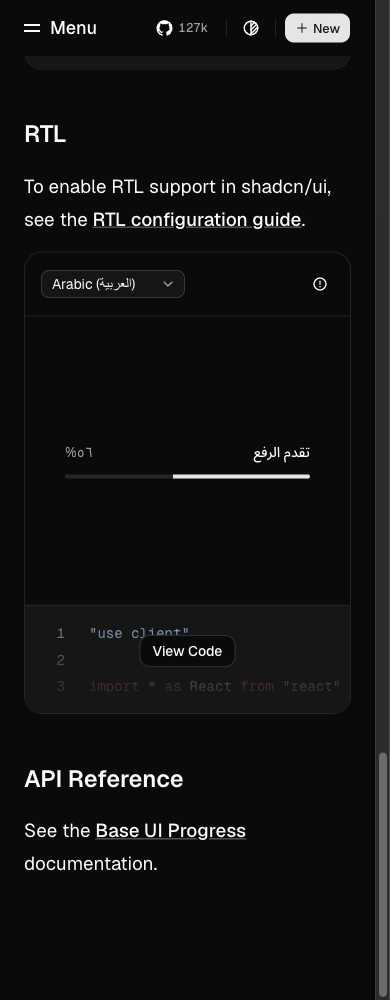 Menu
127k
New
RTL
To enable RTL support in shadcn/ui,
see the RTL configuration guide.
Arabic (العربية)
تقدم الرفع
%٥٦
1 "use client"
2
3 import * as React from "react"
View Code
API Reference
See the Base UI Progress
documentation.